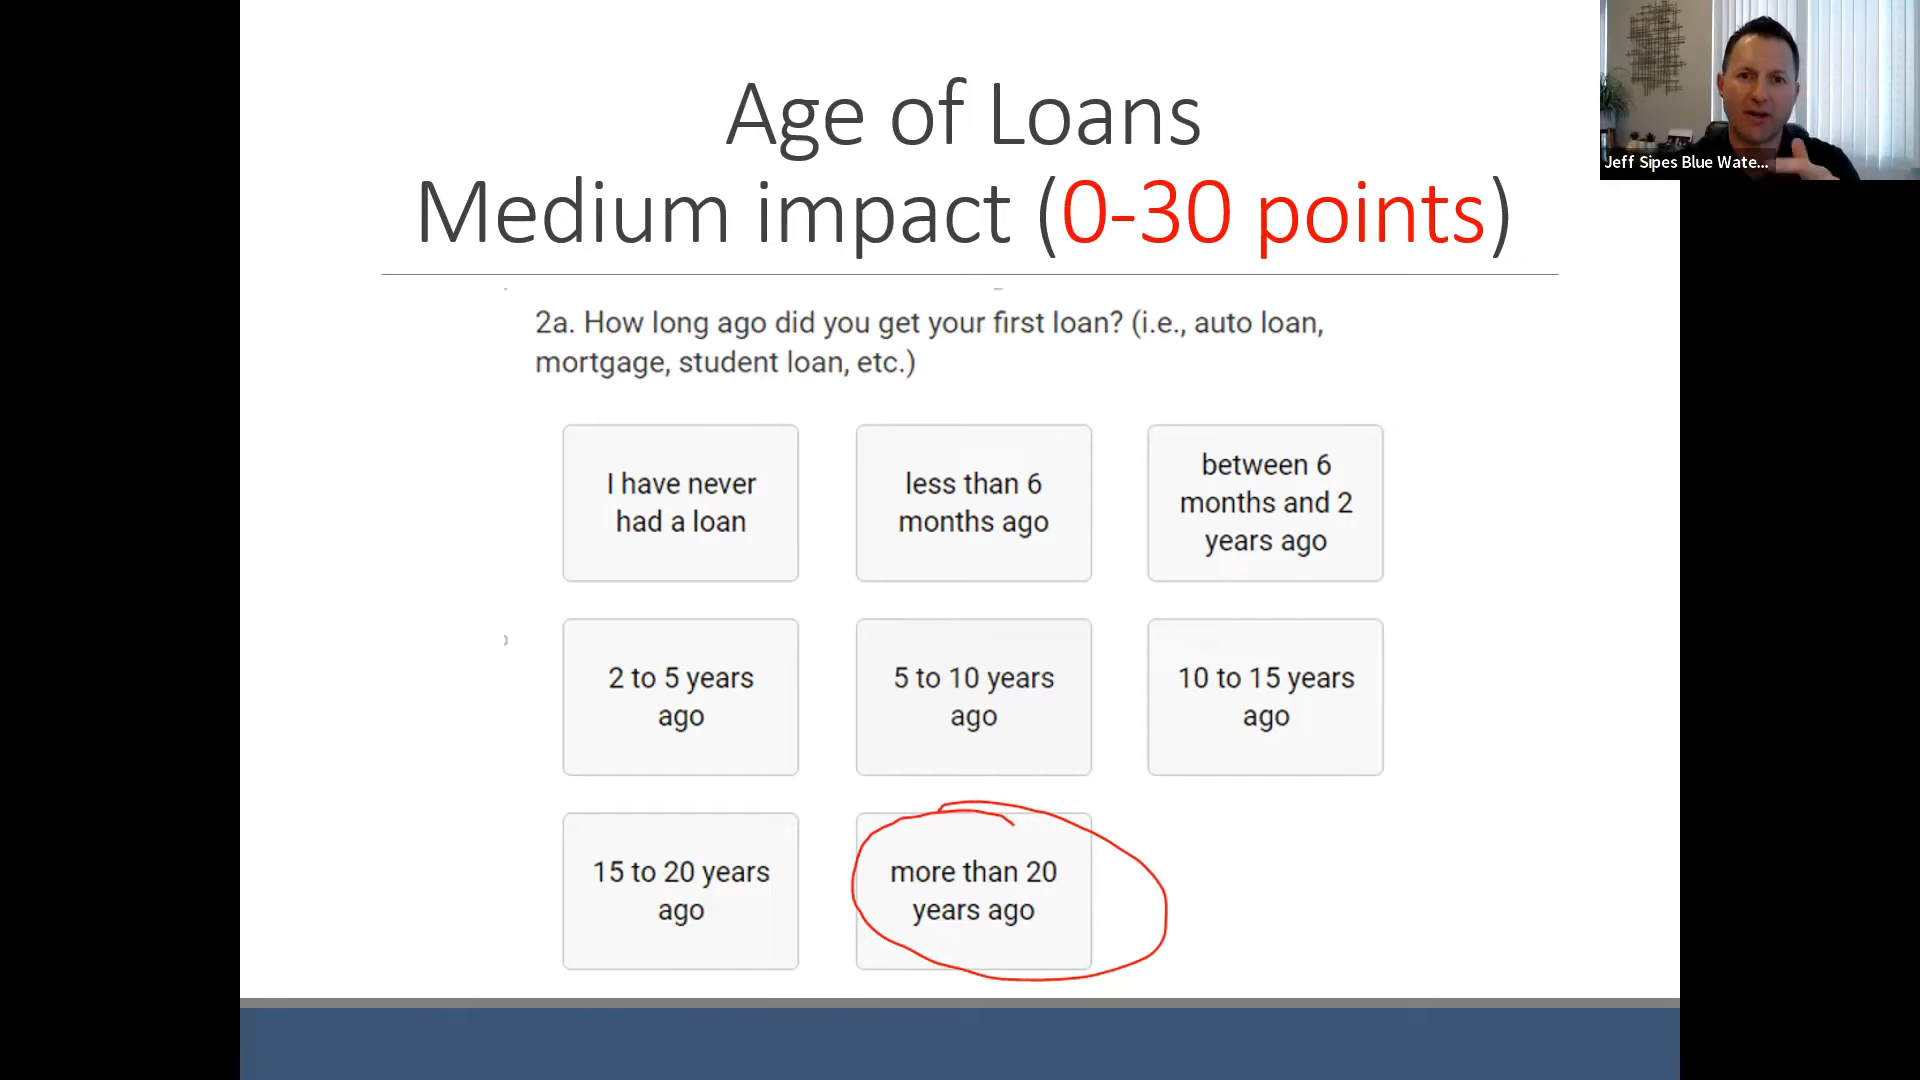 Age of Loans
Medium impact (0-30 points)
Jeff Sipes Blue Wate...
2a. How long ago did you get your first loan? (i.e., auto loan,
mortgage, student loan, etc.)
I have never
had a loan
less than 6
months ago
between 6
months and 2
years ago
2 to 5 years
ago
5 to 10 years
ago
10 to 15 years
ago
15 to 20 years
ago
more than 20
years ago